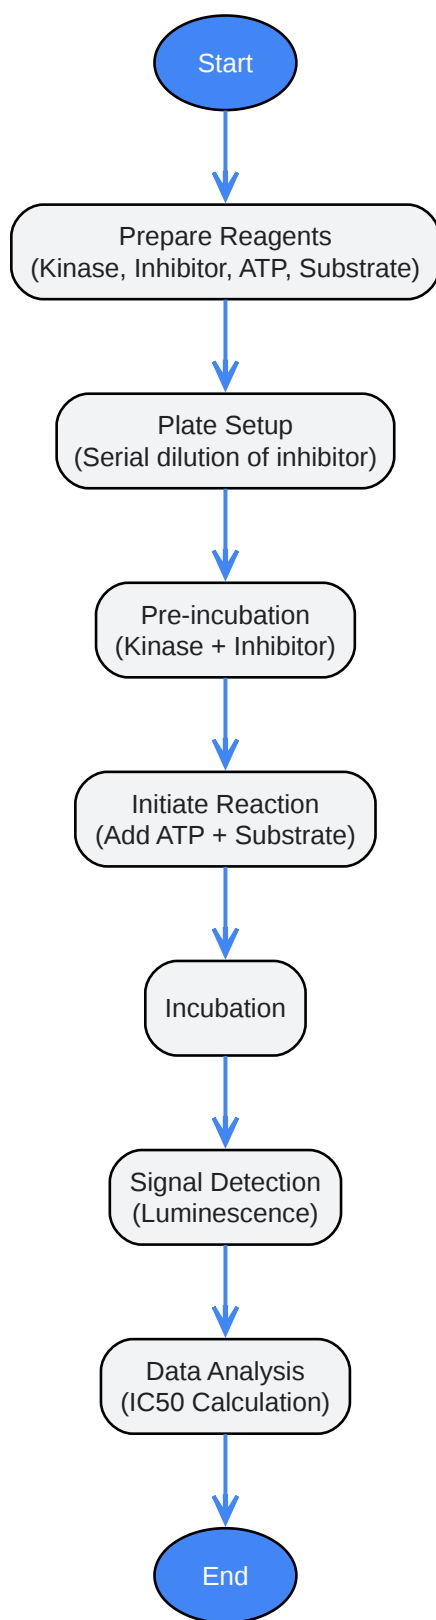 Start
Prepare Reagents
(Kinase, Inhibitor, ATP, Substrate)
Plate Setup
(Serial dilution of inhibitor)
Pre-incubation
(Kinase + Inhibitor)
Initiate Reaction
(Add ATP + Substrate)
Incubation
Signal Detection
(Luminescence)
Data Analysis
(IC50 Calculation)
End